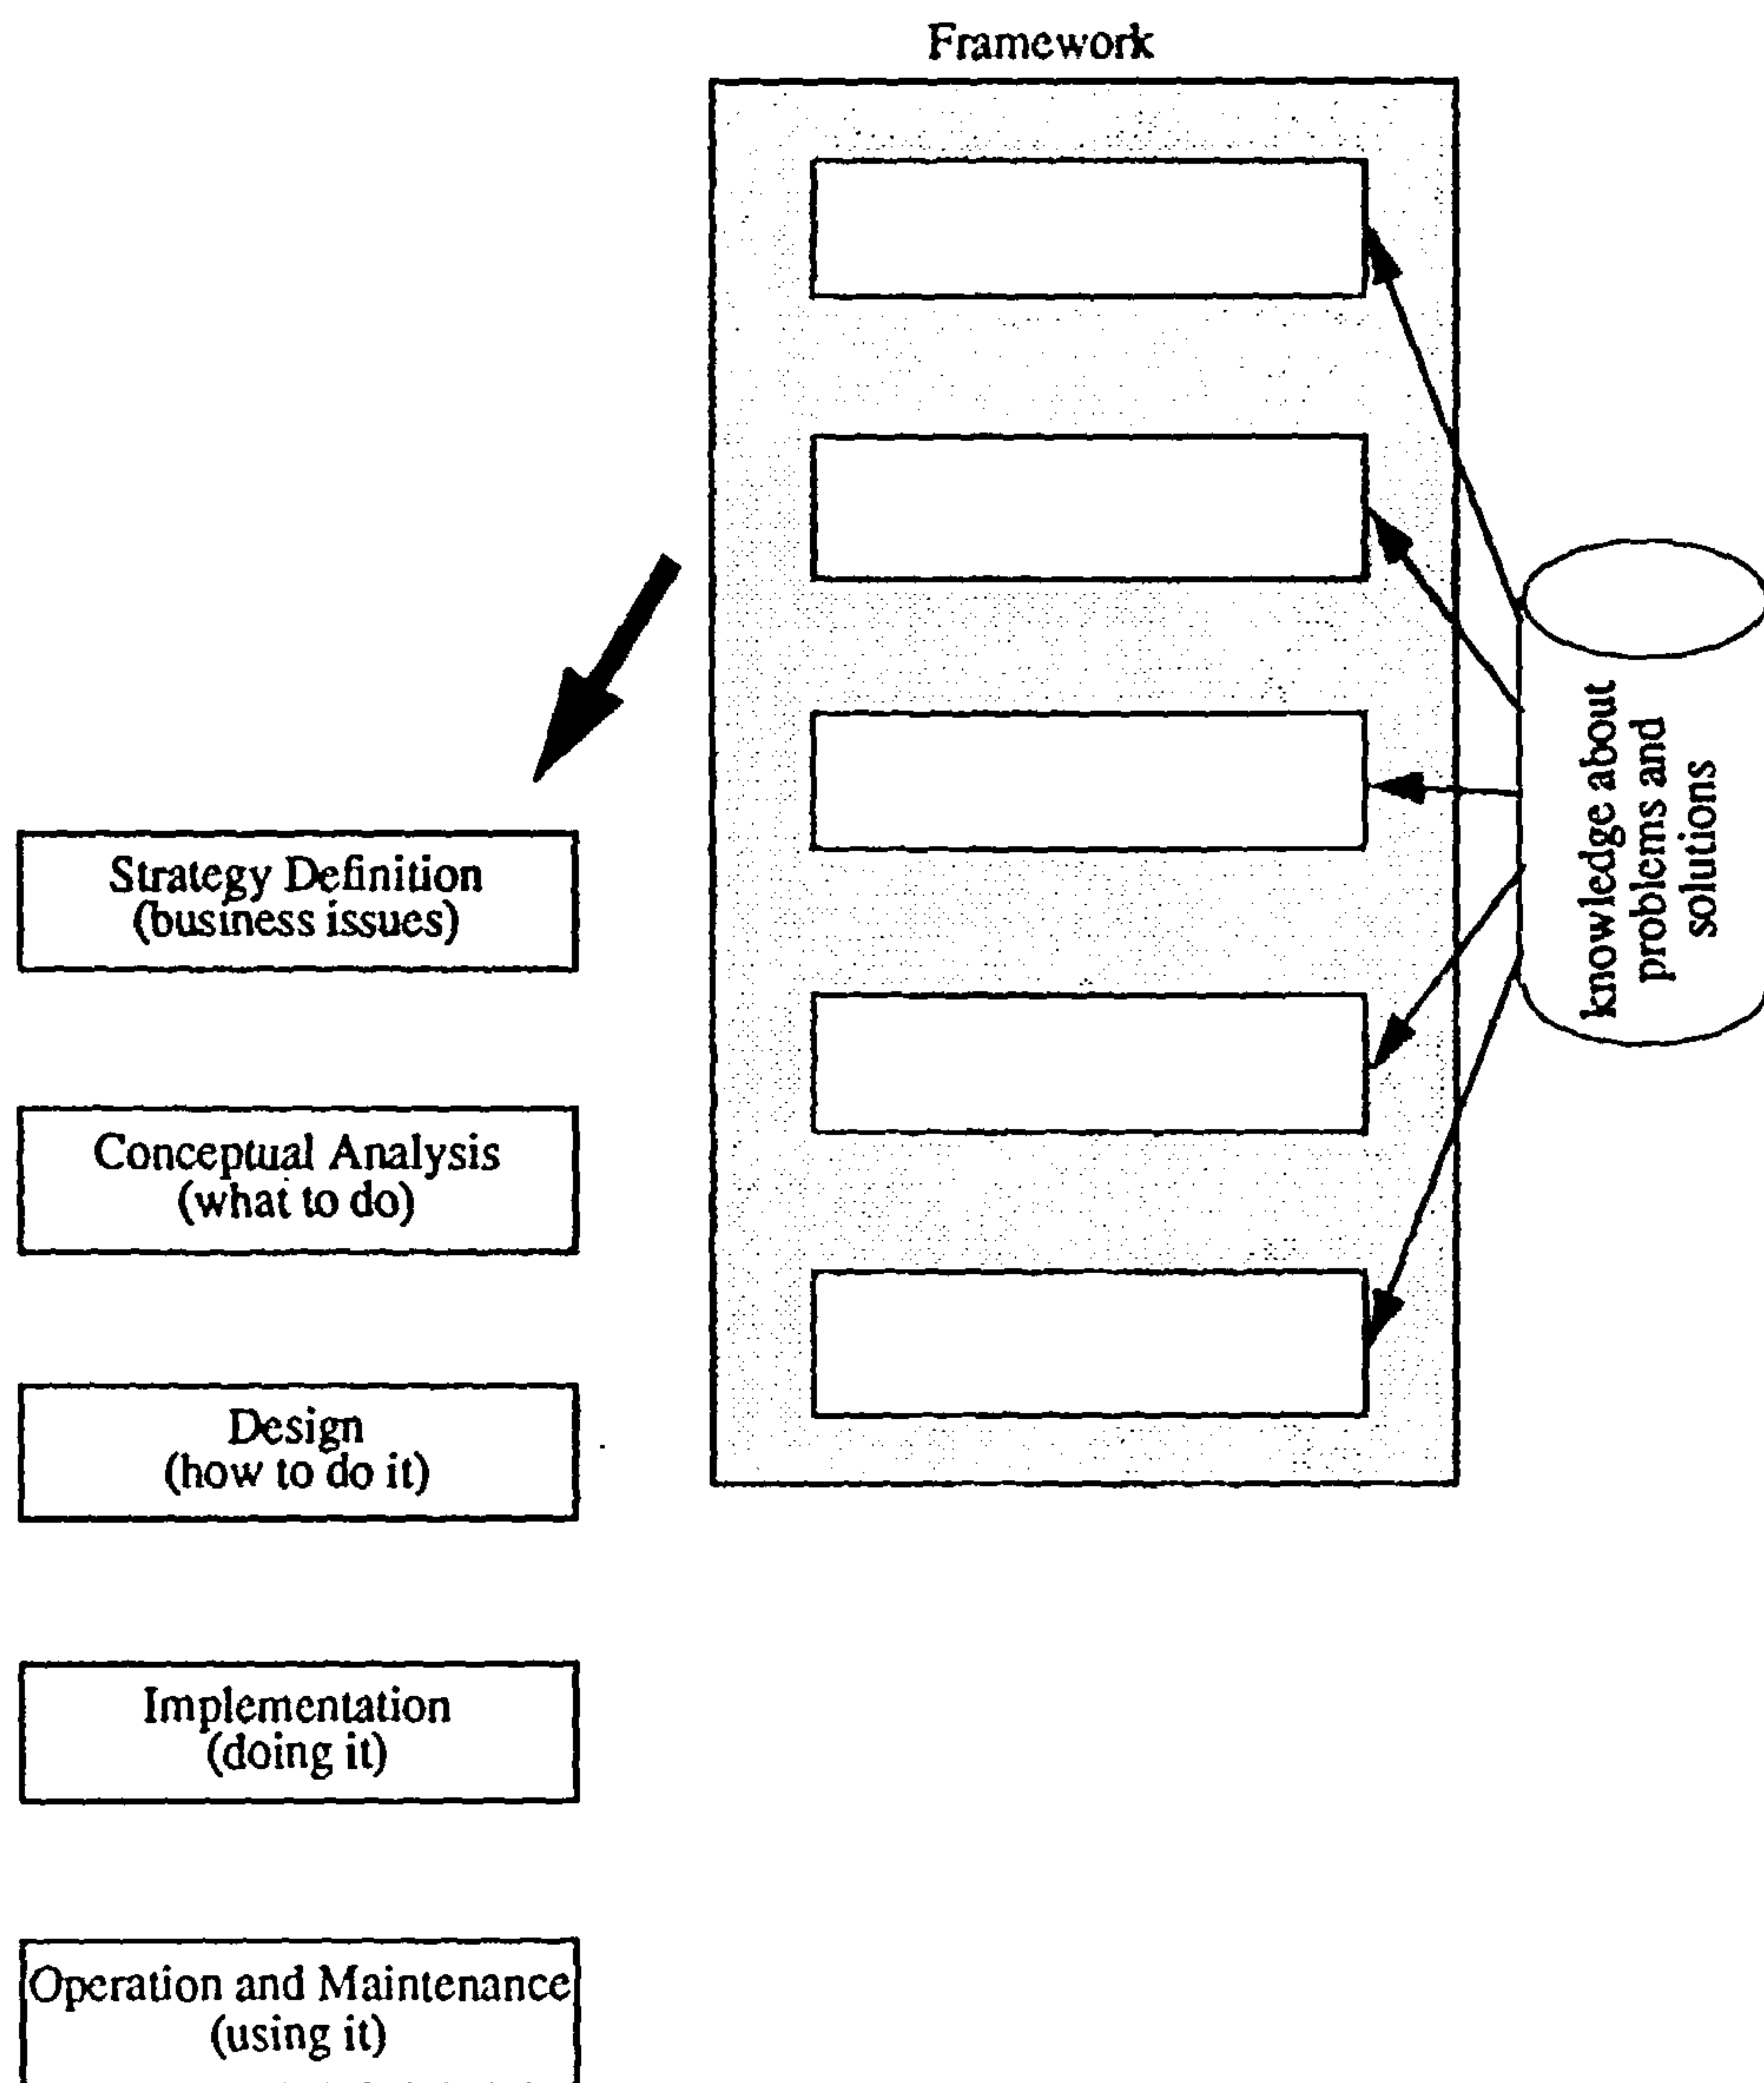 Framework
knowledge about
problems and
solutions
Strategy Definition
(business issues)
Conceptual Analysis
(what to do)
Design
(how to do it)
Implementation
(doing it)
Operation and Maintenance
(using it)